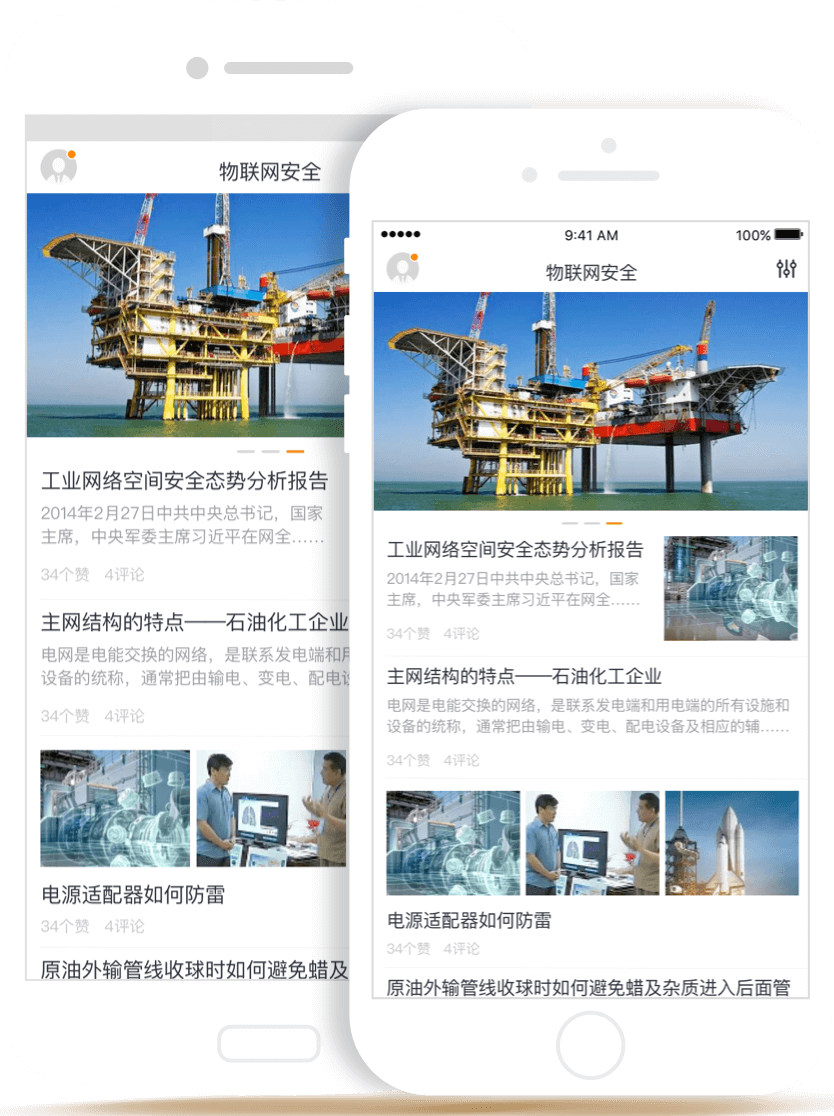 物联网安全
工业网络空间安全态势分析报告
2014年2月27日中共中央总书记，国家
主席，中央军委主席习近平在网全……
34个赞 4评论
主网结构的特点——石油化工企业
电网是电能交换的网络，是联系发电端和用
设备的统称，通常把由输电、变电、配电设
34个赞 4评论
电源适配器如何防雷
34个赞 4评论
原油外输管线收球时如何避免蜡及
9:41 AM
100%
物联网安全
工业网络空间安全态势分析报告
2014年2月27日中共中央总书记，国家
主席，中央军委主席习近平在网全……
34个赞 4评论
主网结构的特点——石油化工企业
电网是电能交换的网络，是联系发电端和用电端的所有设施和
设备的统称，通常把由输电、变电、配电设备及相应的辅……
34个赞 4评论
电源适配器如何防雷
34个赞 4评论
原油外输管线收球时如何避免蜡及杂质进入后面管